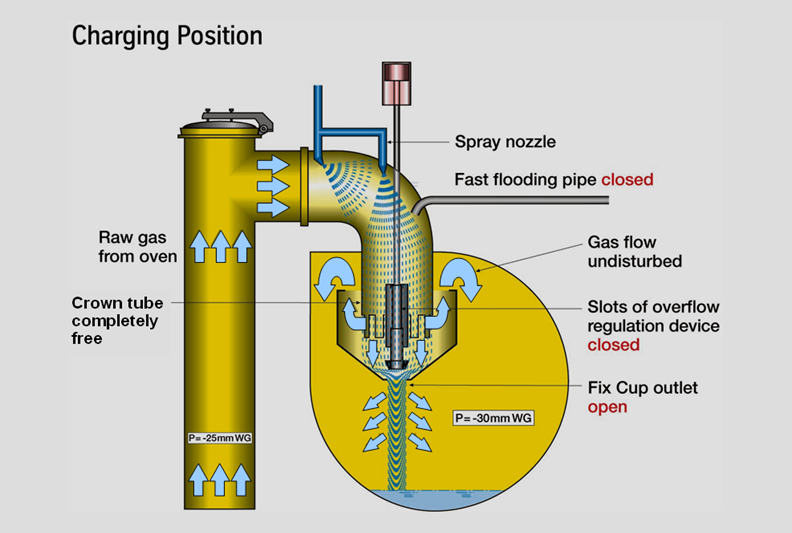 Charging Position
Spray nozzle
Fast flooding pipe closed
Raw gas
from oven
Gas flow
undisturbed
Crown tube
completely
free
Slots of overflow
regulation device
closed
Fix Cup outlet
open
P= -30mm WG
P= -25mm WG